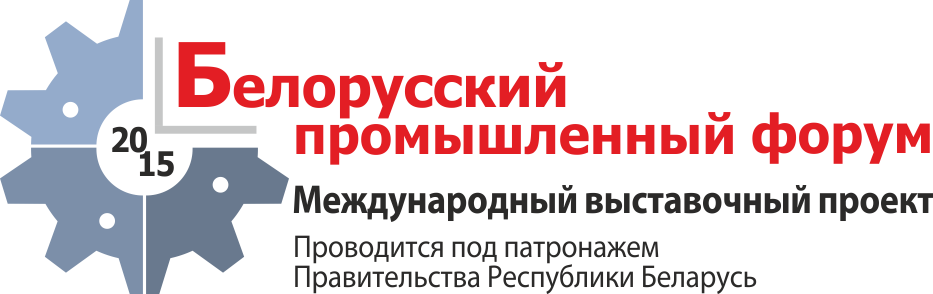 20
15
Белорусский
промышленный форум
Международный выставочный проект
Проводится под патронажем
Правительства Республики Беларусь